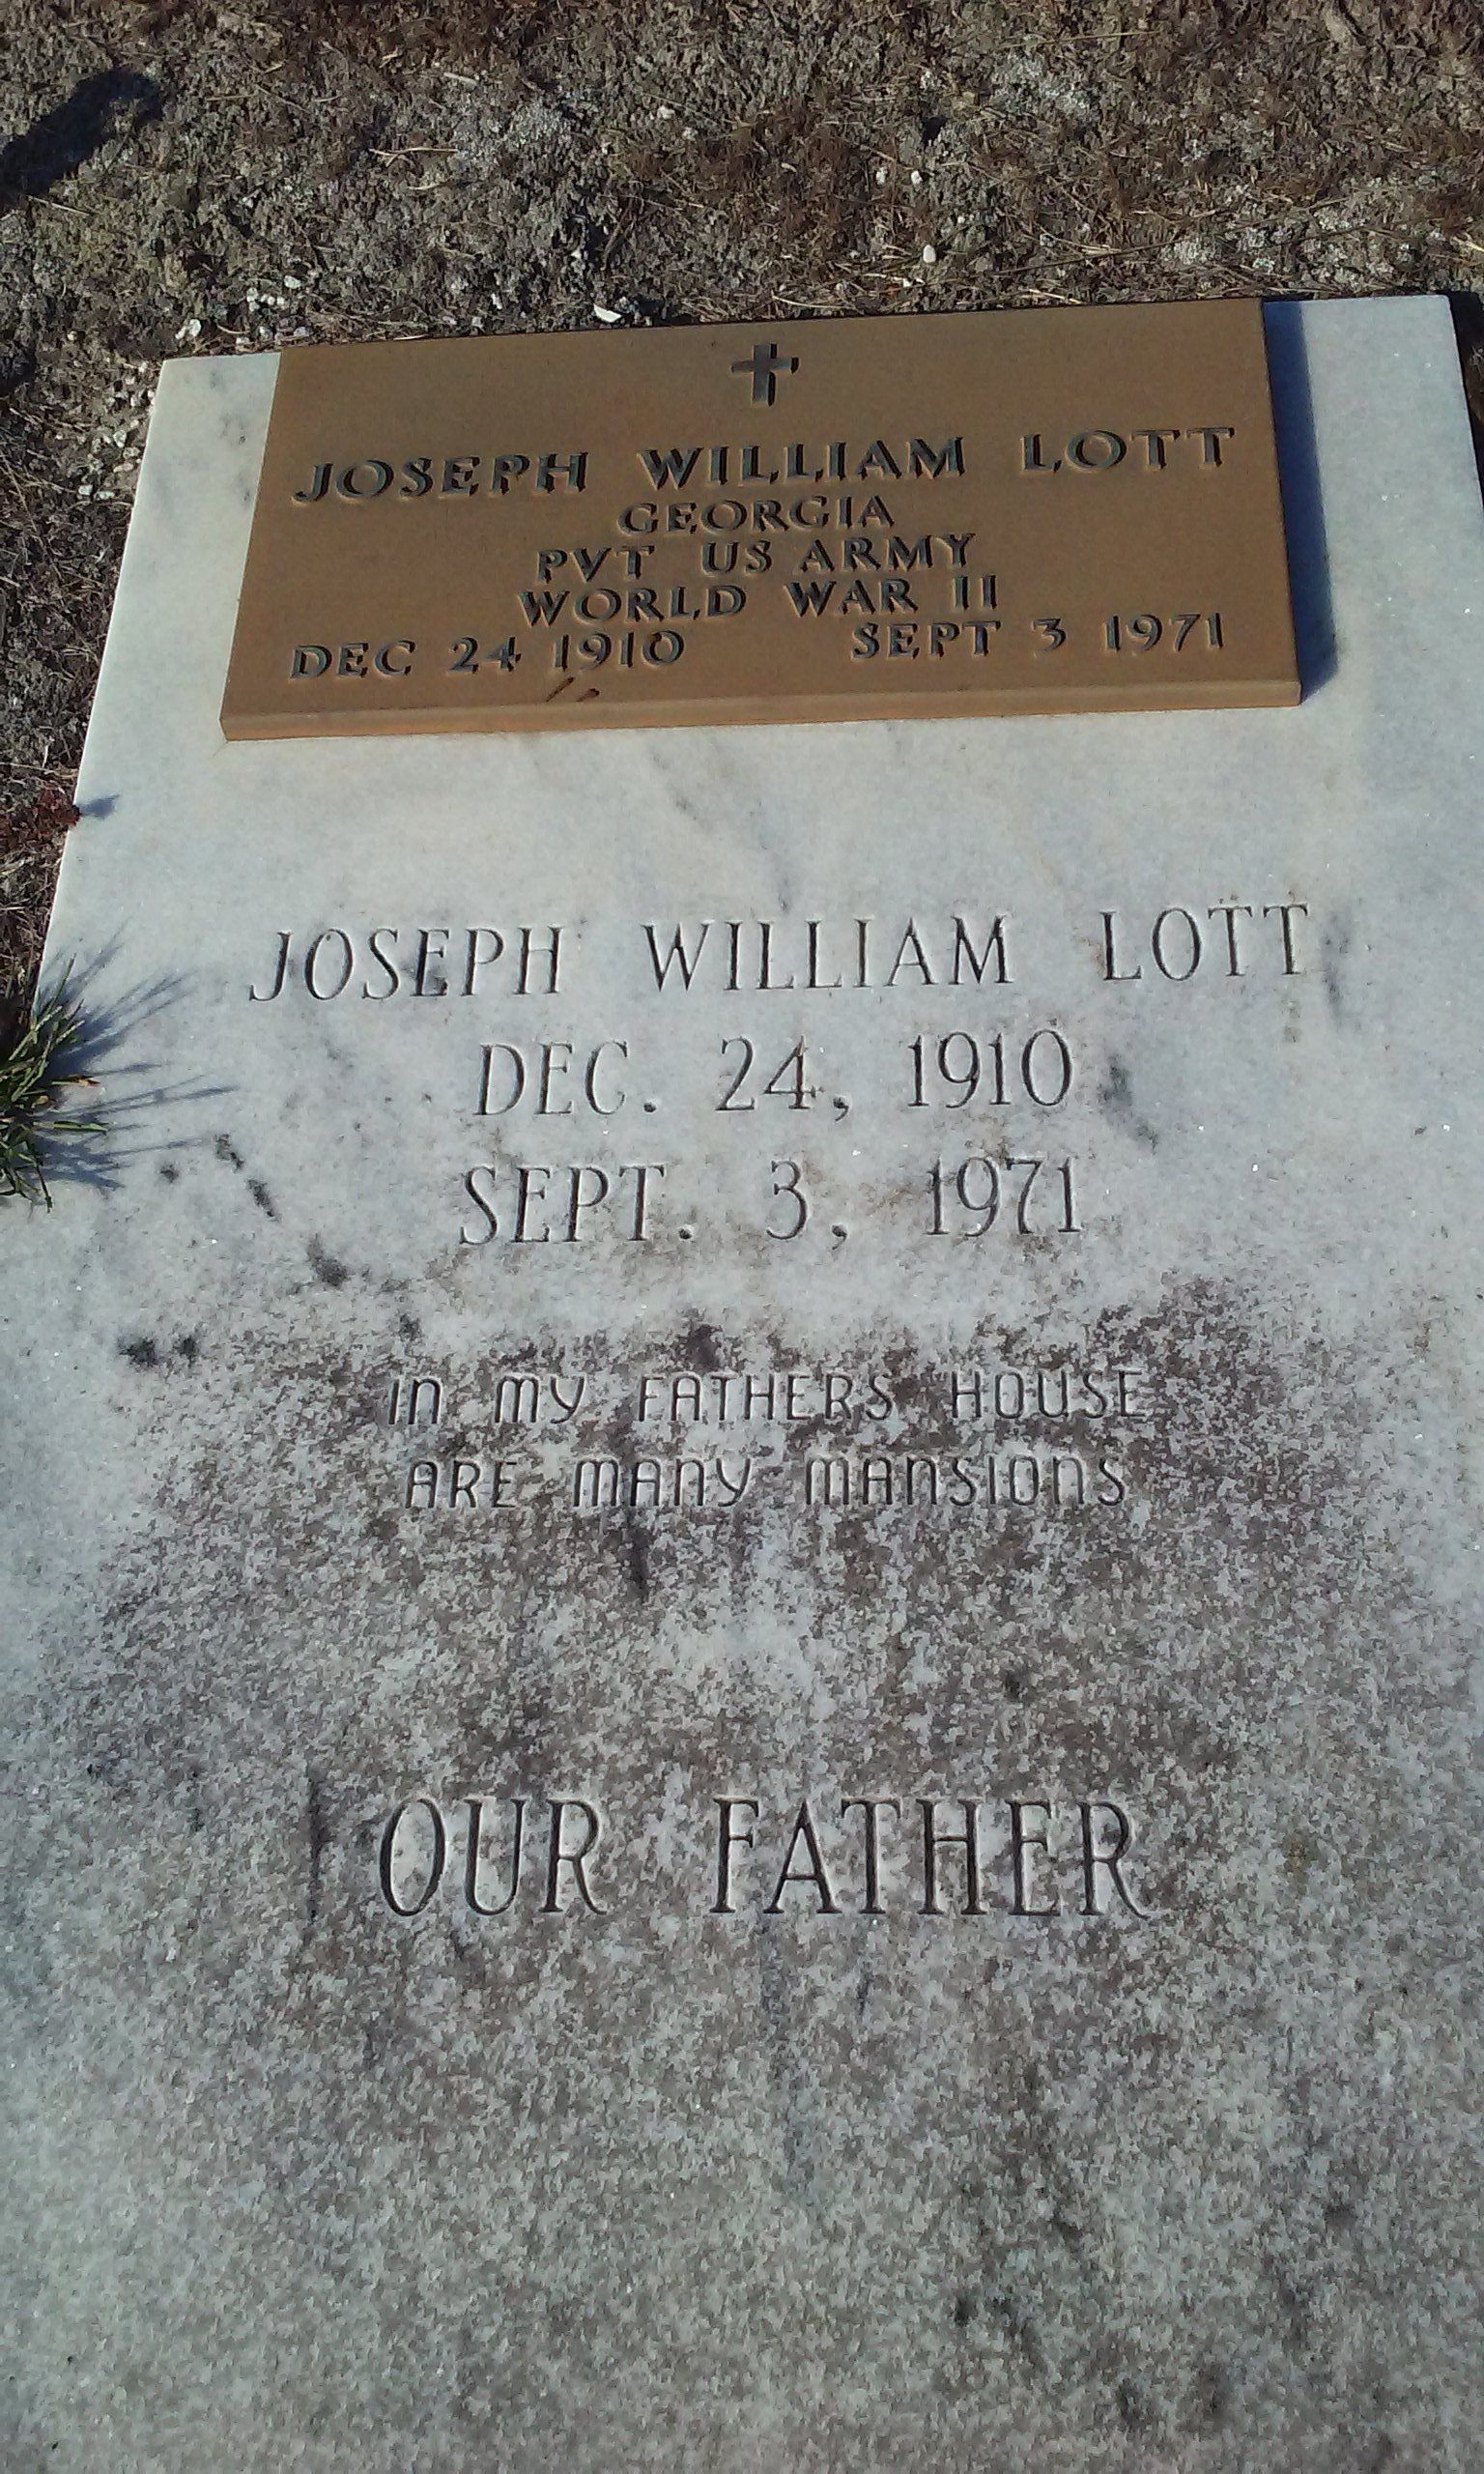 JOSEPH WILLIAM LOTT
GEORGIA
PVT US ARMY
WORLD WAR II
DEC 24 1910 SEPT 3 1971
JOSEPH WILLIAM LOTT
DEC. 24, 1910
SEPT. 3, 1971
IN MY FATHERS HOUSE
ARE MANY MANSIONS
OUR FATHER